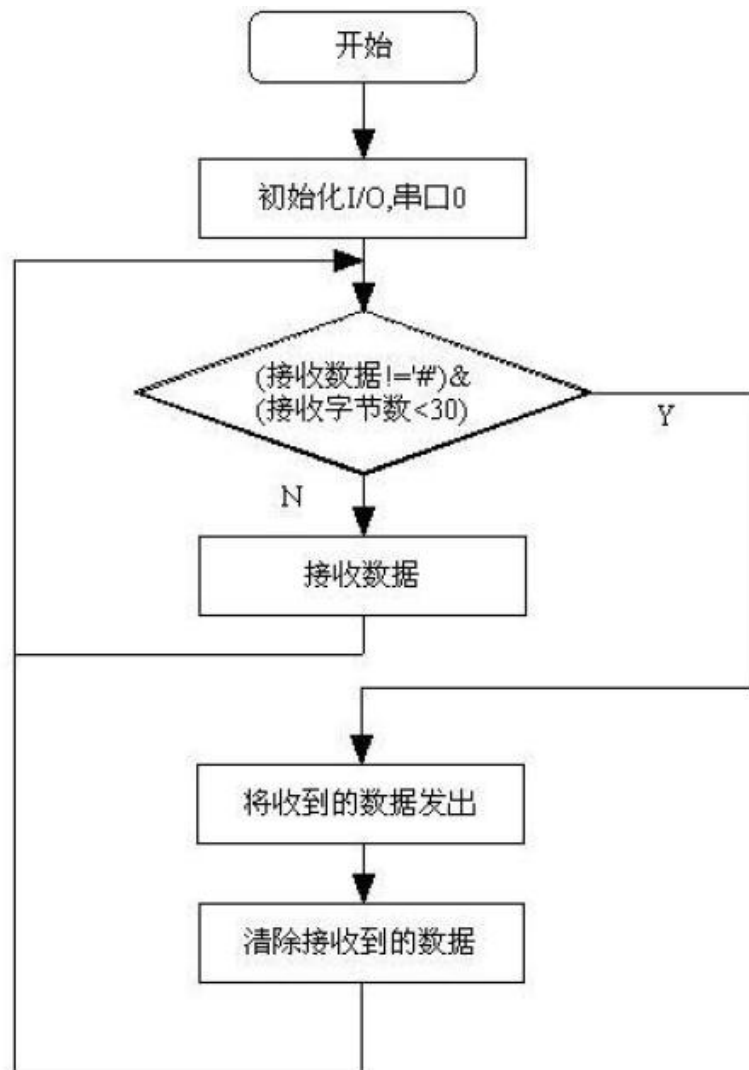 开始
初始化I/O,串口0
(接收数据!='#')&
(接收字节数<30)
Y
N
接收数据
将收到的数据发出
清除接收到的数据